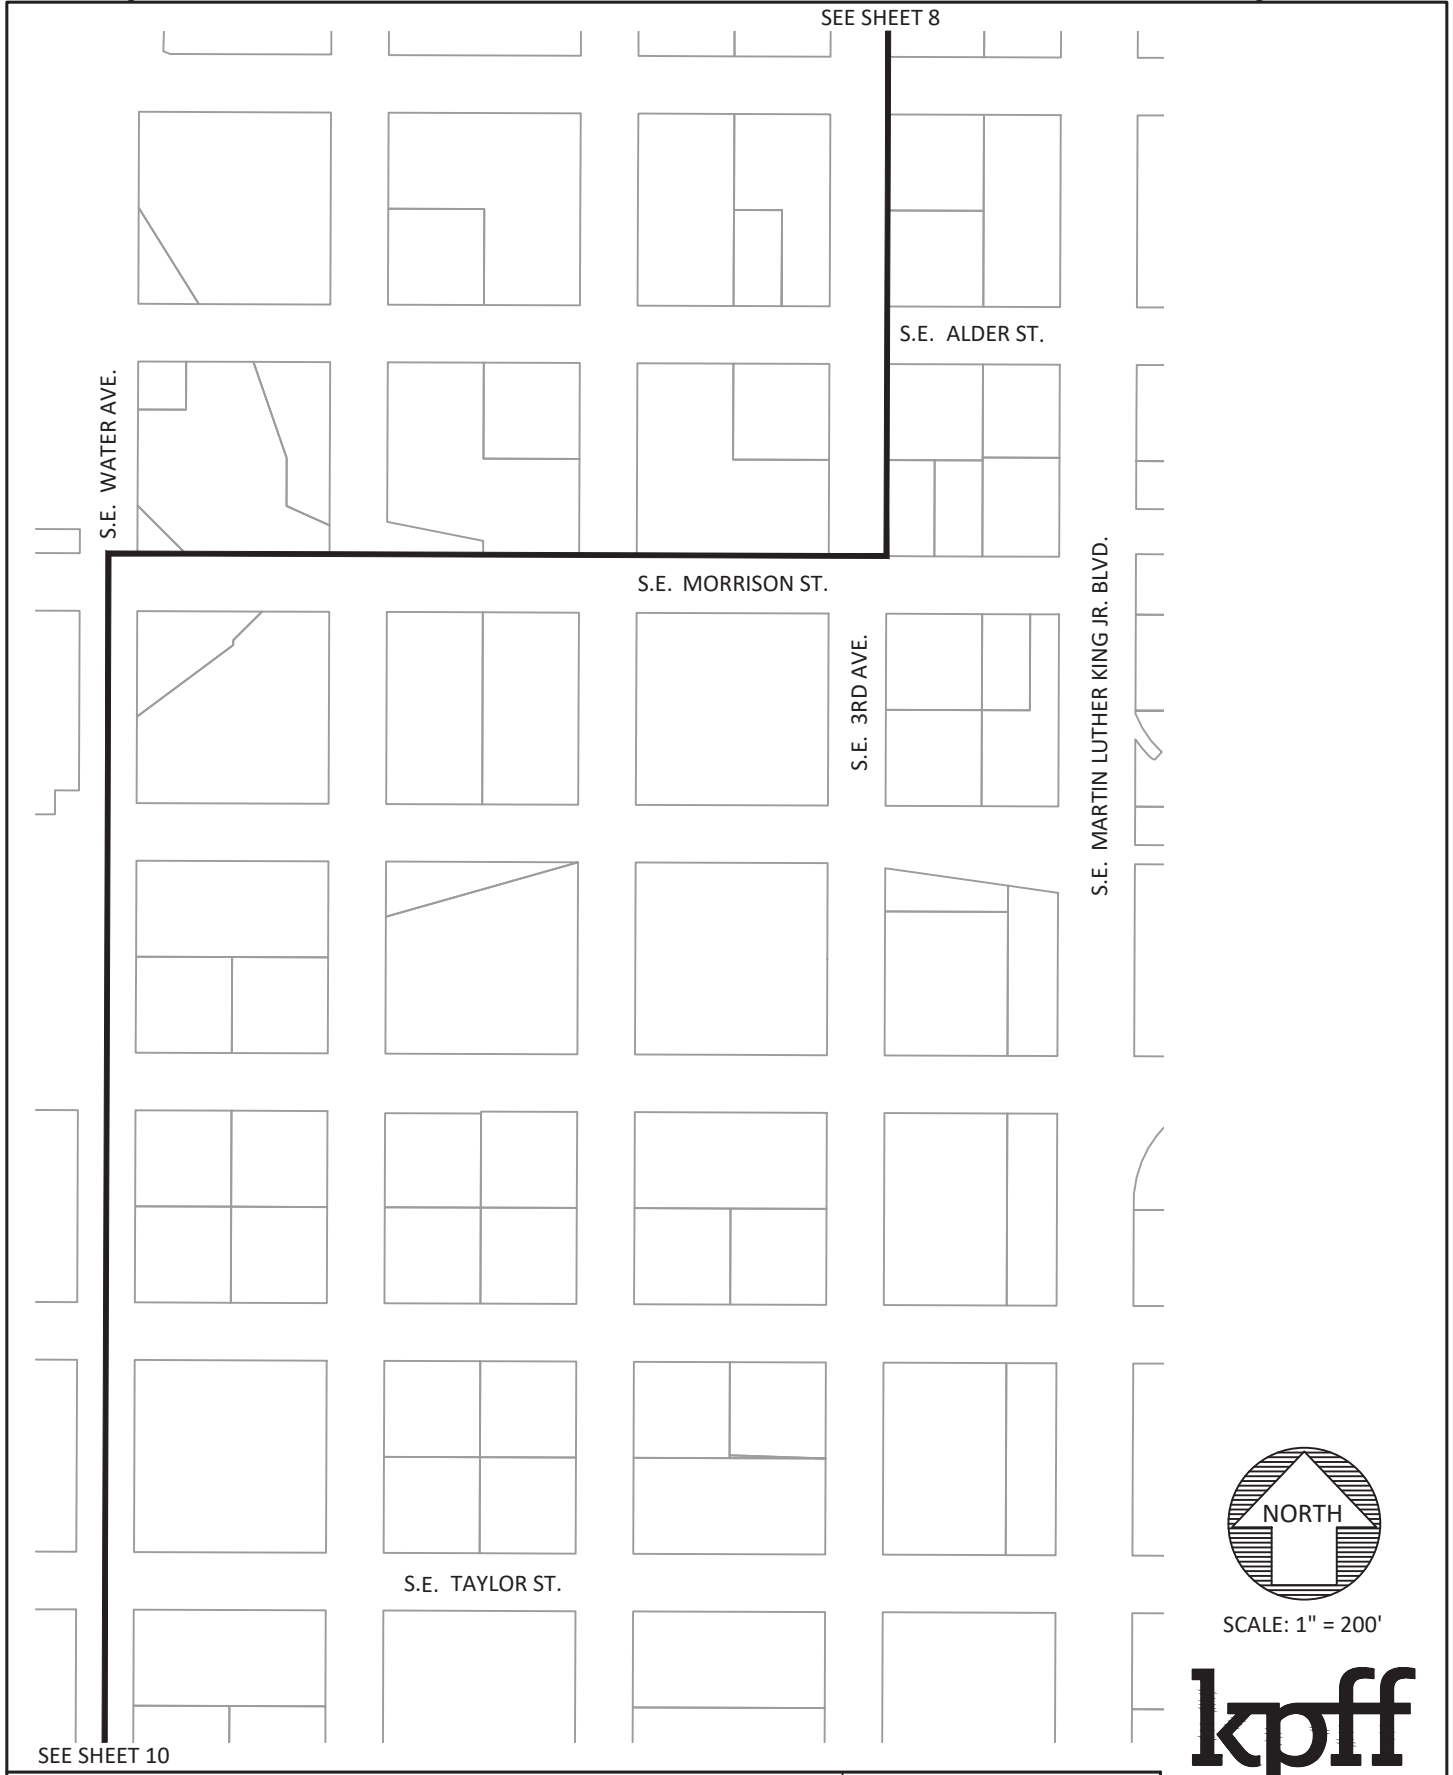 SEE SHEET 8
S.E. ALDER ST.
S.E. WATER AVE.
S.E. MORRISON ST.
S.E. 3RD AVE.
S.E. MARTIN LUTHER KING JR. BLVD.
NORTH
S.E. TAYLOR ST.
SCALE: 1" = 200'
kpff
SEE SHEET 10